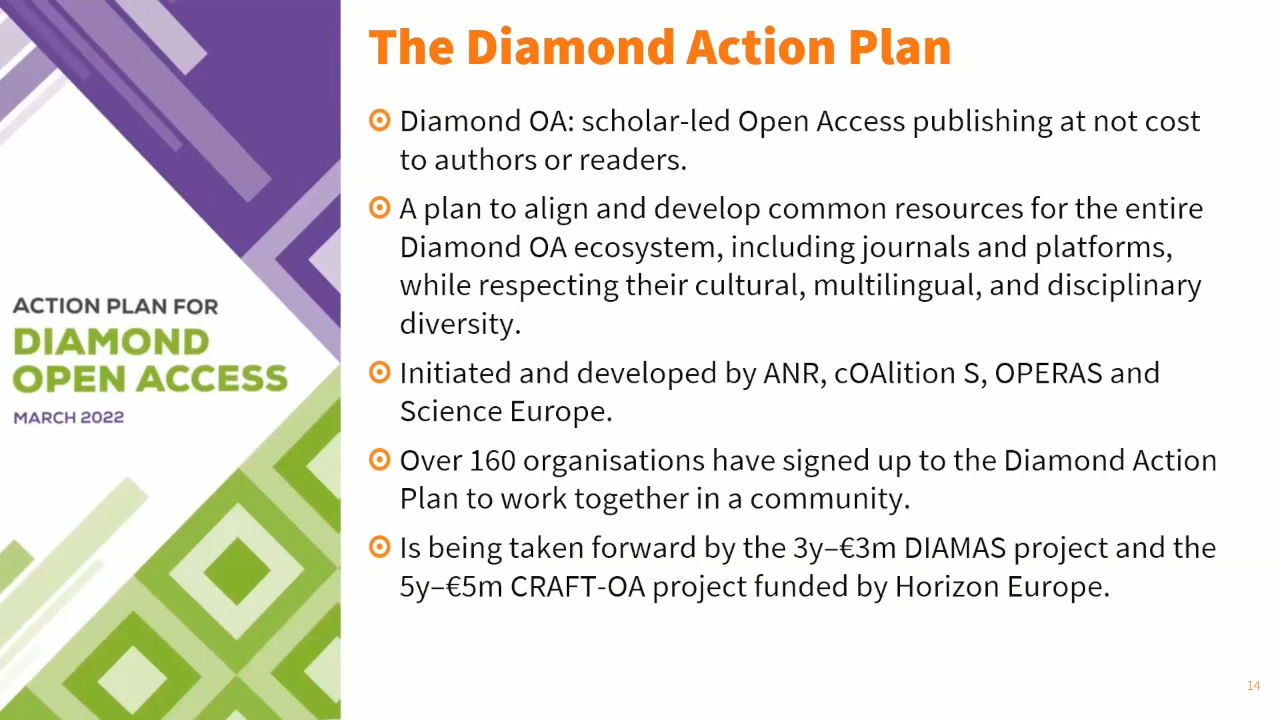 ACTION PLAN FOR
DIAMOND
OPEN ACCESS
MARCH 2022
The Diamond Action Plan
Diamond OA: scholar-led Open Access publishing at not cost
to authors or readers.
A plan to align and develop common resources for the entire
Diamond OA ecosystem, including journals and platforms,
while respecting their cultural, multilingual, and disciplinary
diversity.
Initiated and developed by ANR, cOAlition S, OPERAS and
Science Europe.
Over 160 organisations have signed up to the Diamond Action
Plan to work together in a community.
Is being taken forward by the 3y–€3m DIAMAS project and the
5y–€5m CRAFT-OA project funded by Horizon Europe.
14